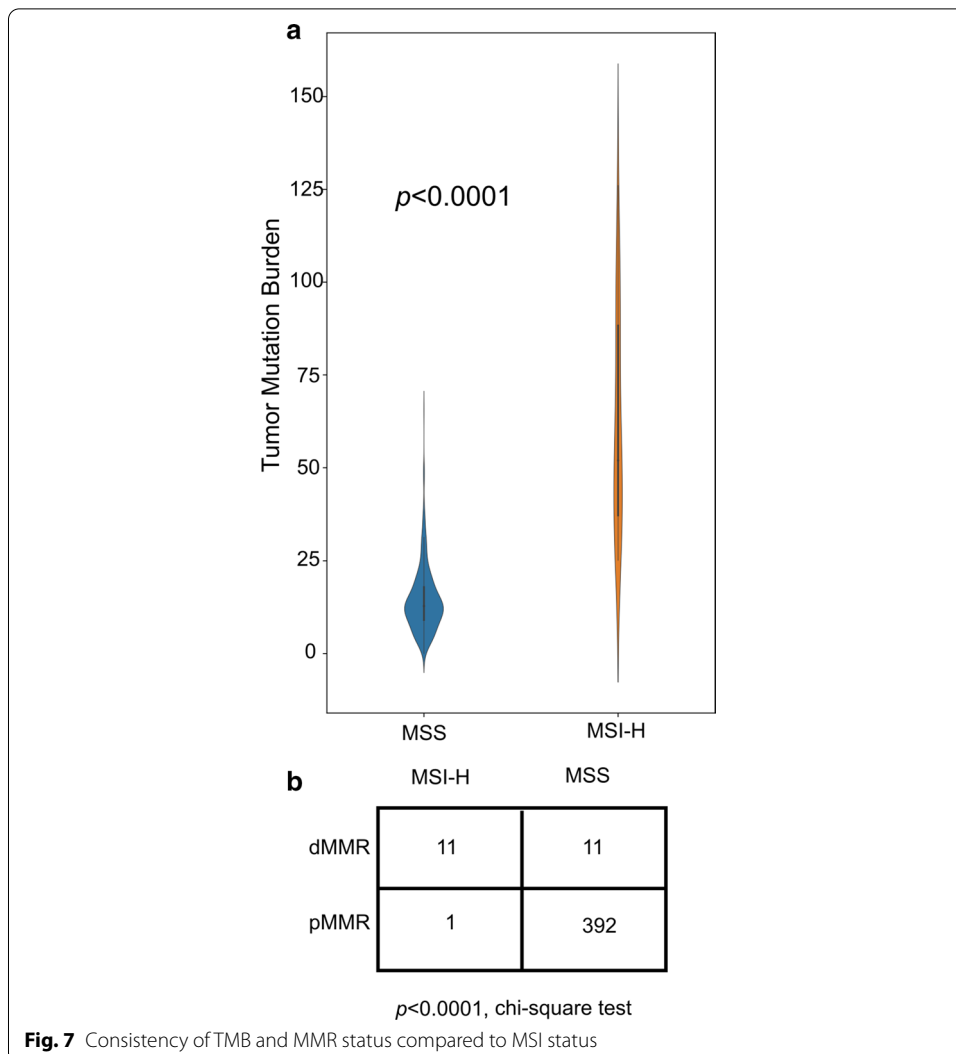 a
150
125
p<0.0001
100
75
50
25
0
Tumor Mutation Burden
MSS MSI-H
b
MSI-H MSS
dMMR 11 11
pMMR 1 392
p<0.0001, chi-square test
Fig. 7 Consistency of TMB and MMR status compared to MSI status